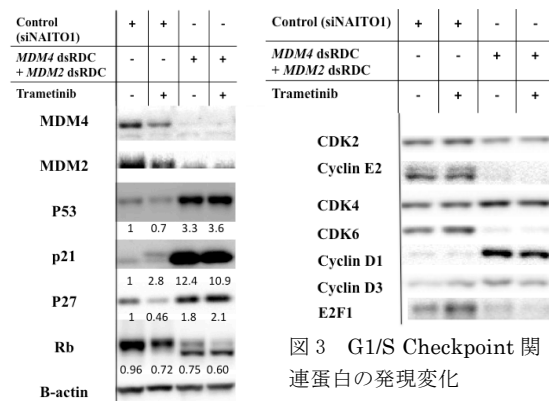 Control (siNAITO1) + + - -
MDM4 dsRDC + MDM2 dsRDC - - + +
Trametinib - + - +
MDM4
MDM2
P53
1 0.7 3.3 3.6
p21
1 2.8 12.4 10.9
P27
1 0.46 1.8 2.1
Rb
0.96 0.72 0.75 0.60
B-actin
Control (siNAITO1) + + - -
MDM4 dsRDC + MDM2 dsRDC - - + +
Trametinib - + - +
CDK2
Cyclin E2
CDK4
CDK6
Cyclin D1
Cyclin D3
E2F1
図 3 G1/S Checkpoint 関
連蛋白の発現変化